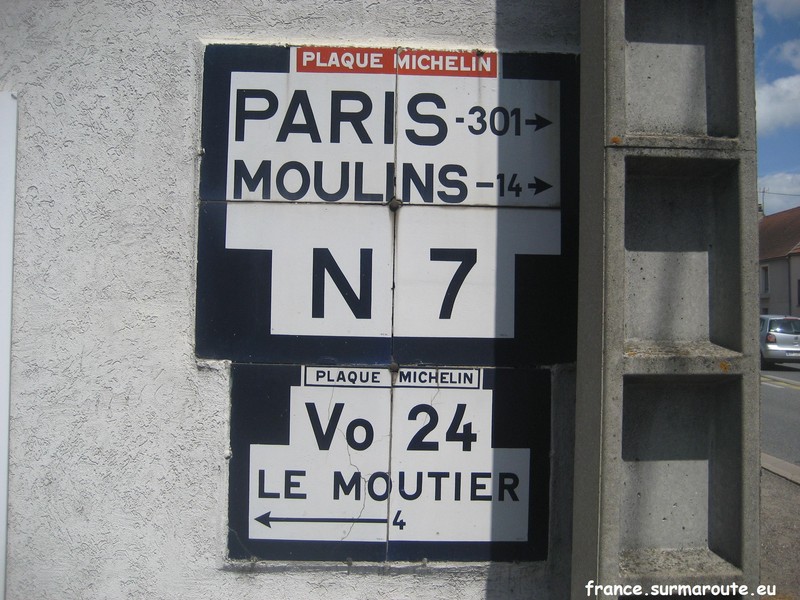 PLAQUE MICHELIN
PARIS -301→
MOULINS -14→
N 7
PLAQUE MICHELIN
Vo 24
LE MOUTIER
← 4
france.surmaroute.eu